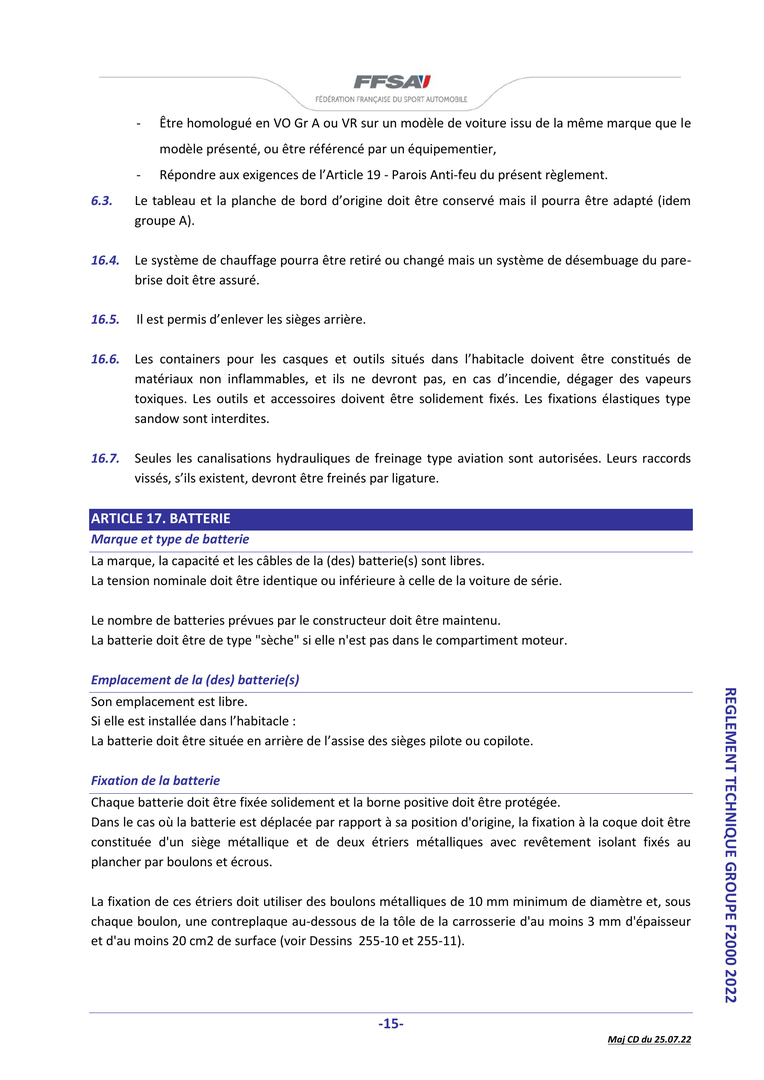 FFSA
FÉDÉRATION FRANÇAISE DU SPORT AUTOMOBILE
- Être homologué en VO Gr A ou VR sur un modèle de voiture issu de la même marque que le
modèle présenté, ou être référencé par un équipementier,
- Répondre aux exigences de l’Article 19 - Parois Anti-feu du présent règlement.
6.3. Le tableau et la planche de bord d’origine doit être conservé mais il pourra être adapté (idem
groupe A).
16.4. Le système de chauffage pourra être retiré ou changé mais un système de désembuage du pare-
brise doit être assuré.
16.5. Il est permis d’enlever les sièges arrière.
16.6. Les containers pour les casques et outils situés dans l’habitacle doivent être constitués de
matériaux non inflammables, et ils ne devront pas, en cas d’incendie, dégager des vapeurs
toxiques. Les outils et accessoires doivent être solidement fixés. Les fixations élastiques type
sandow sont interdites.
16.7. Seules les canalisations hydrauliques de freinage type aviation sont autorisées. Leurs raccords
vissés, s’ils existent, devront être freinés par ligature.
ARTICLE 17. BATTERIE
Marque et type de batterie
La marque, la capacité et les câbles de la (des) batterie(s) sont libres.
La tension nominale doit être identique ou inférieure à celle de la voiture de série.
Le nombre de batteries prévues par le constructeur doit être maintenu.
La batterie doit être de type "sèche" si elle n'est pas dans le compartiment moteur.
Emplacement de la (des) batterie(s)
Son emplacement est libre.
Si elle est installée dans l’habitacle :
La batterie doit être située en arrière de l’assise des sièges pilote ou copilote.
Fixation de la batterie
Chaque batterie doit être fixée solidement et la borne positive doit être protégée.
Dans le cas où la batterie est déplacée par rapport à sa position d'origine, la fixation à la coque doit être
constituée d'un siège métallique et de deux étriers métalliques avec revêtement isolant fixés au
plancher par boulons et écrous.
La fixation de ces étriers doit utiliser des boulons métalliques de 10 mm minimum de diamètre et, sous
chaque boulon, une contreplaque au-dessous de la tôle de la carrosserie d'au moins 3 mm d'épaisseur
et d'au moins 20 cm2 de surface (voir Dessins 255-10 et 255-11).
REGLEMENT TECHNIQUE GROUPE F2000 2022
-15-
Maj CD du 25.07.22